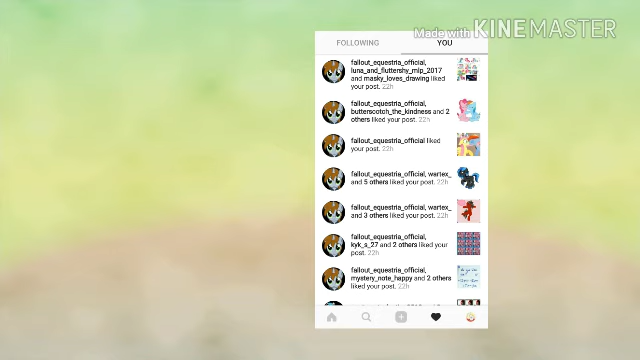 Made with KINEMASTER
FOLLOWING
YOU
fallout_equestria_official,
luna_and_fluttershy_mlp_2017
and masky_loves_drawing liked
your post. 22h
fallout_equestria_official,
butterscotch_the_kindness and 2
others liked your post. 22h
fallout_equestria_official liked
your post. 22h
fallout_equestria_official, wartex_
and 5 others liked your post. 22h
fallout_equestria_official, wartex_
and 3 others liked your post. 22h
fallout_equestria_official,
kyk_s_27 and 2 others liked your
post. 22h
fallout_equestria_official,
mystery_note_happy and 2 others
liked your post. 22h